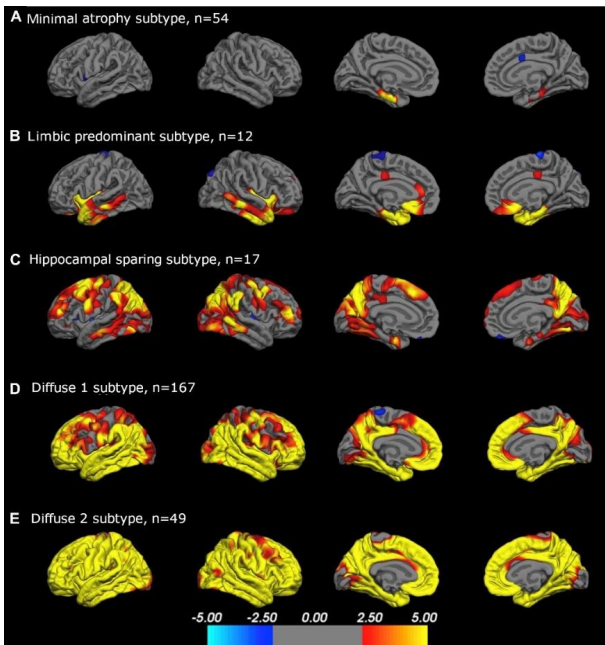 A Minimal atrophy subtype, n=54
B Limbic predominant subtype, n=12
C Hippocampal sparing subtype, n=17
D Diffuse 1 subtype, n=167
E Diffuse 2 subtype, n=49
-5.00 -2.50 0.00 2.50 5.00